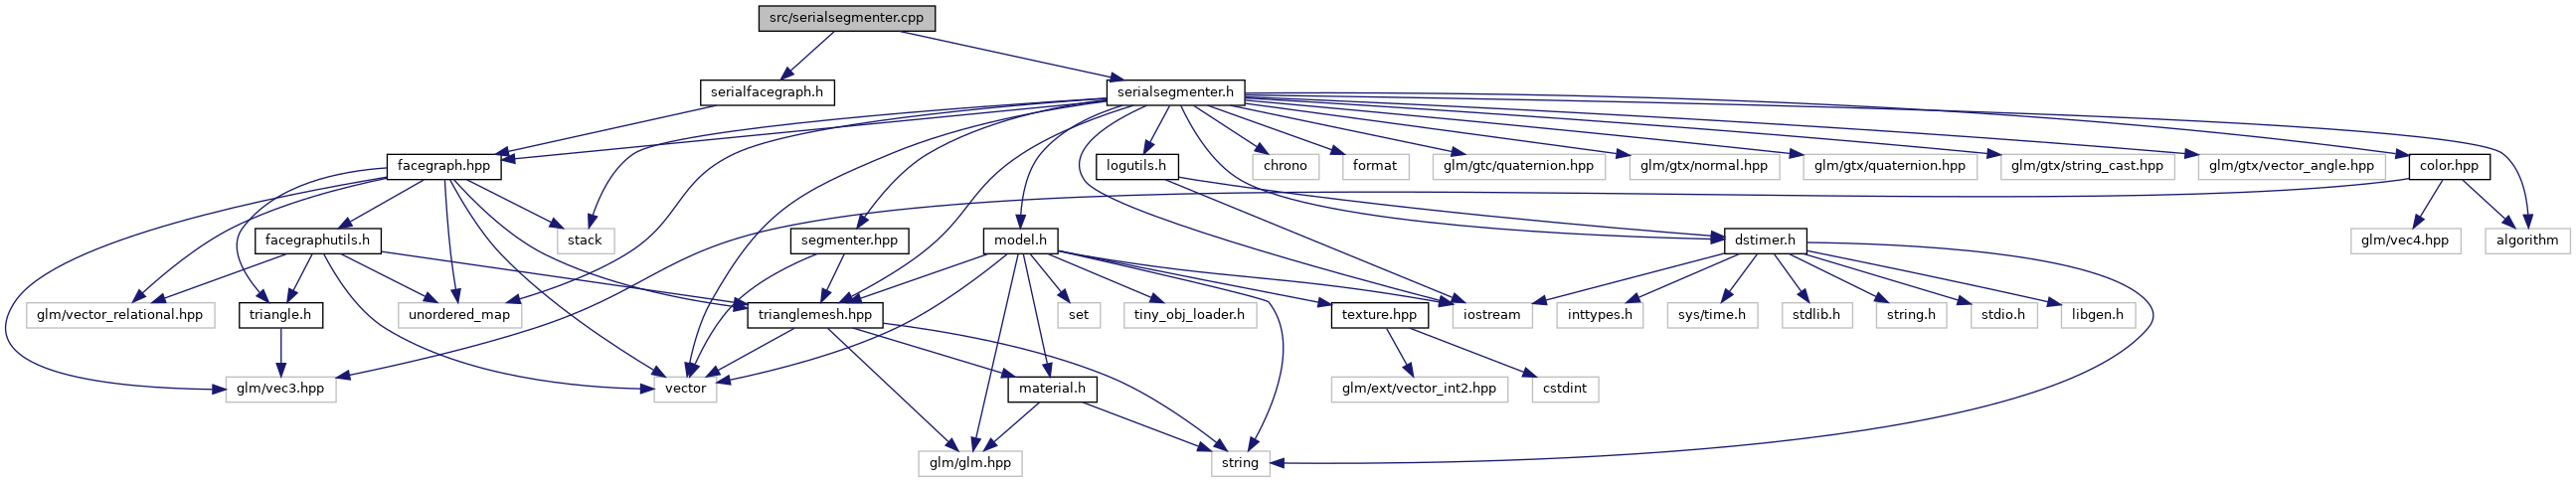 src/serialsegmenter.cpp
serialfacegraph.h
serialsegmenter.h
facegraph.hpp
logutils.h
chrono
format
glm/gtc/quaternion.hpp
glm/gtx/normal.hpp
glm/gtx/quaternion.hpp
glm/gtx/string_cast.hpp
glm/gtx/vector_angle.hpp
color.hpp
facegraphutils.h
stack
segmenter.hpp
model.h
dstimer.h
glm/vec4.hpp
algorithm
glm/vector_relational.hpp
triangle.h
unordered_map
trianglemesh.hpp
set
tiny_obj_loader.h
texture.hpp
iostream
inttypes.h
sys/time.h
stdlib.h
string.h
stdio.h
libgen.h
glm/vec3.hpp
vector
material.h
glm/ext/vector_int2.hpp
cstdint
glm/glm.hpp
string